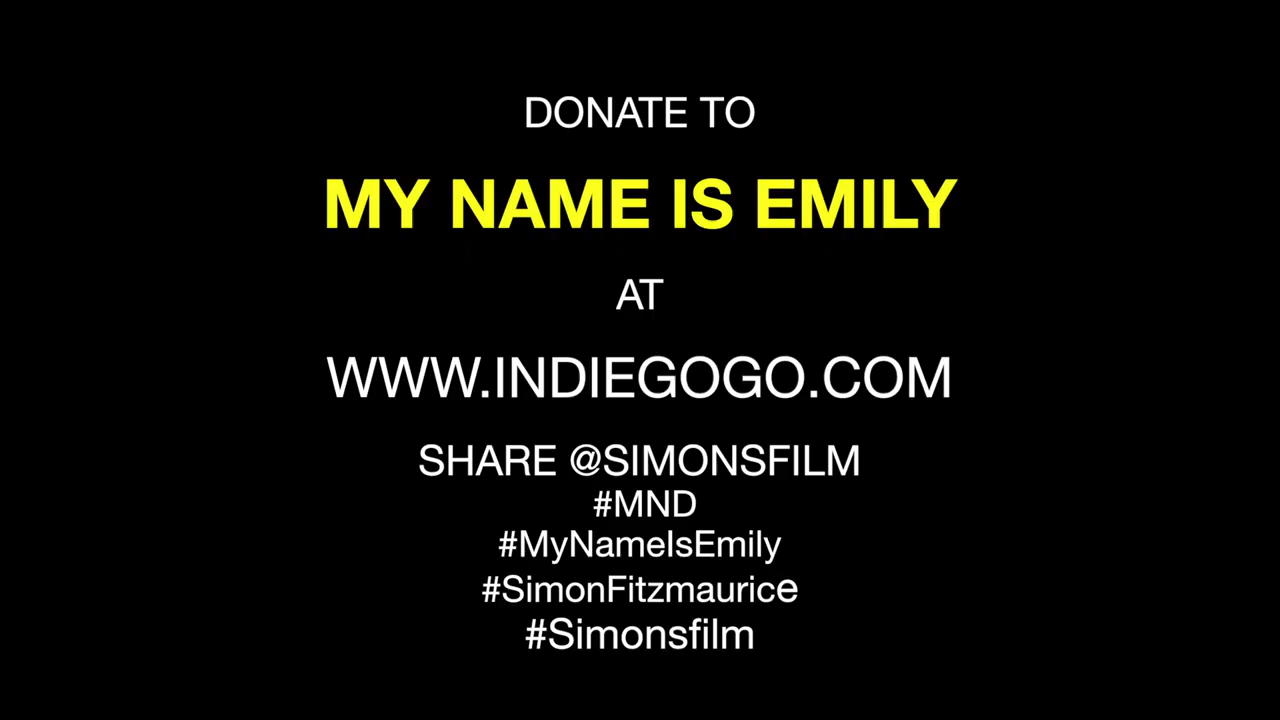 DONATE TO
MY NAME IS EMILY
AT
WWW.INDIEGOGO.COM
SHARE @SIMONSFILM
#MND
#MyNameIsEmily
#SimonFitzmaurice
#Simonsfilm